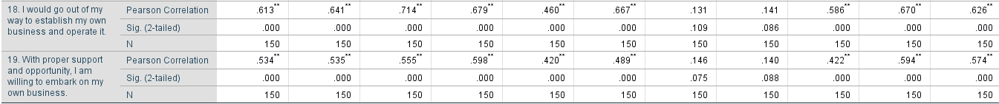 18. I would go out of my way to establish my own business and operate it.
Pearson Correlation .613** .641** .714** .679** .460** .667** .131 .141 .586** .670** .626**
Sig. (2-tailed) .000 .000 .000 .000 .000 .000 .109 .086 .000 .000 .000
N 150 150 150 150 150 150 150 150 150 150 150
19. With proper support and opportunity, I am willing to embark on my own business.
Pearson Correlation .534** .535** .555** .598** .420** .489** .146 .140 .422** .594** .574**
Sig. (2-tailed) .000 .000 .000 .000 .000 .000 .075 .088 .000 .000 .000
N 150 150 150 150 150 150 150 150 150 150 150